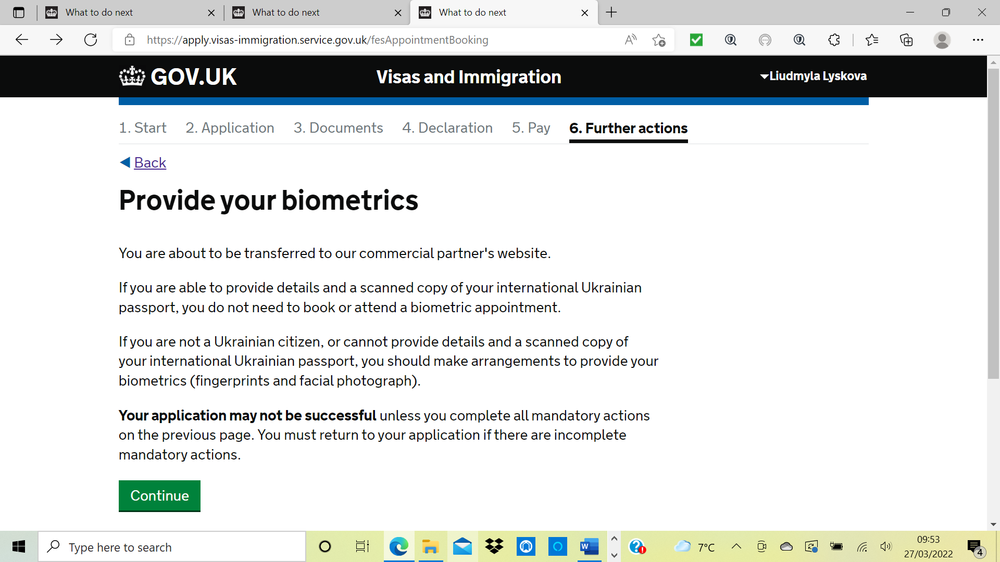 What to do next
What to do next
What to do next
https://apply.visas-immigration.service.gov.uk/fesAppointmentBooking
GOV.UK
Visas and Immigration
Liudmyla Lyskova
1. Start 2. Application 3. Documents 4. Declaration 5. Pay 6. Further actions
Back
Provide your biometrics
You are about to be transferred to our commercial partner's website.
If you are able to provide details and a scanned copy of your international Ukrainian
passport, you do not need to book or attend a biometric appointment.
If you are not a Ukrainian citizen, or cannot provide details and a scanned copy of
your international Ukrainian passport, you should make arrangements to provide your
biometrics (fingerprints and facial photograph).
Your application may not be successful unless you complete all mandatory actions
on the previous page. You must return to your application if there are incomplete
mandatory actions.
Continue
Type here to search
W
7°C
09:53
27/03/2022
4